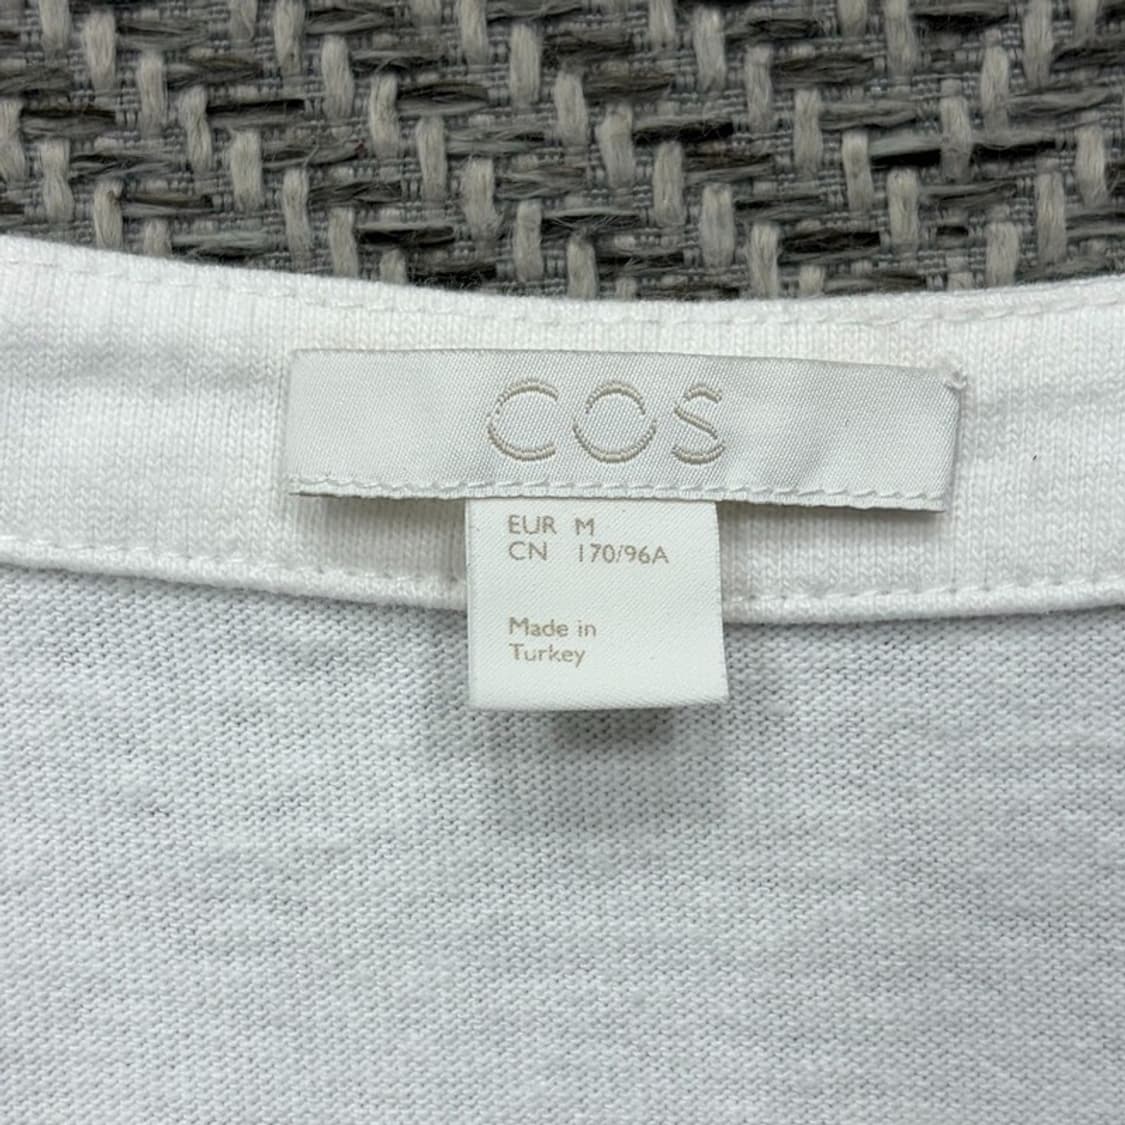 COS
EUR M
CN 170/96A
Made in
Turkey